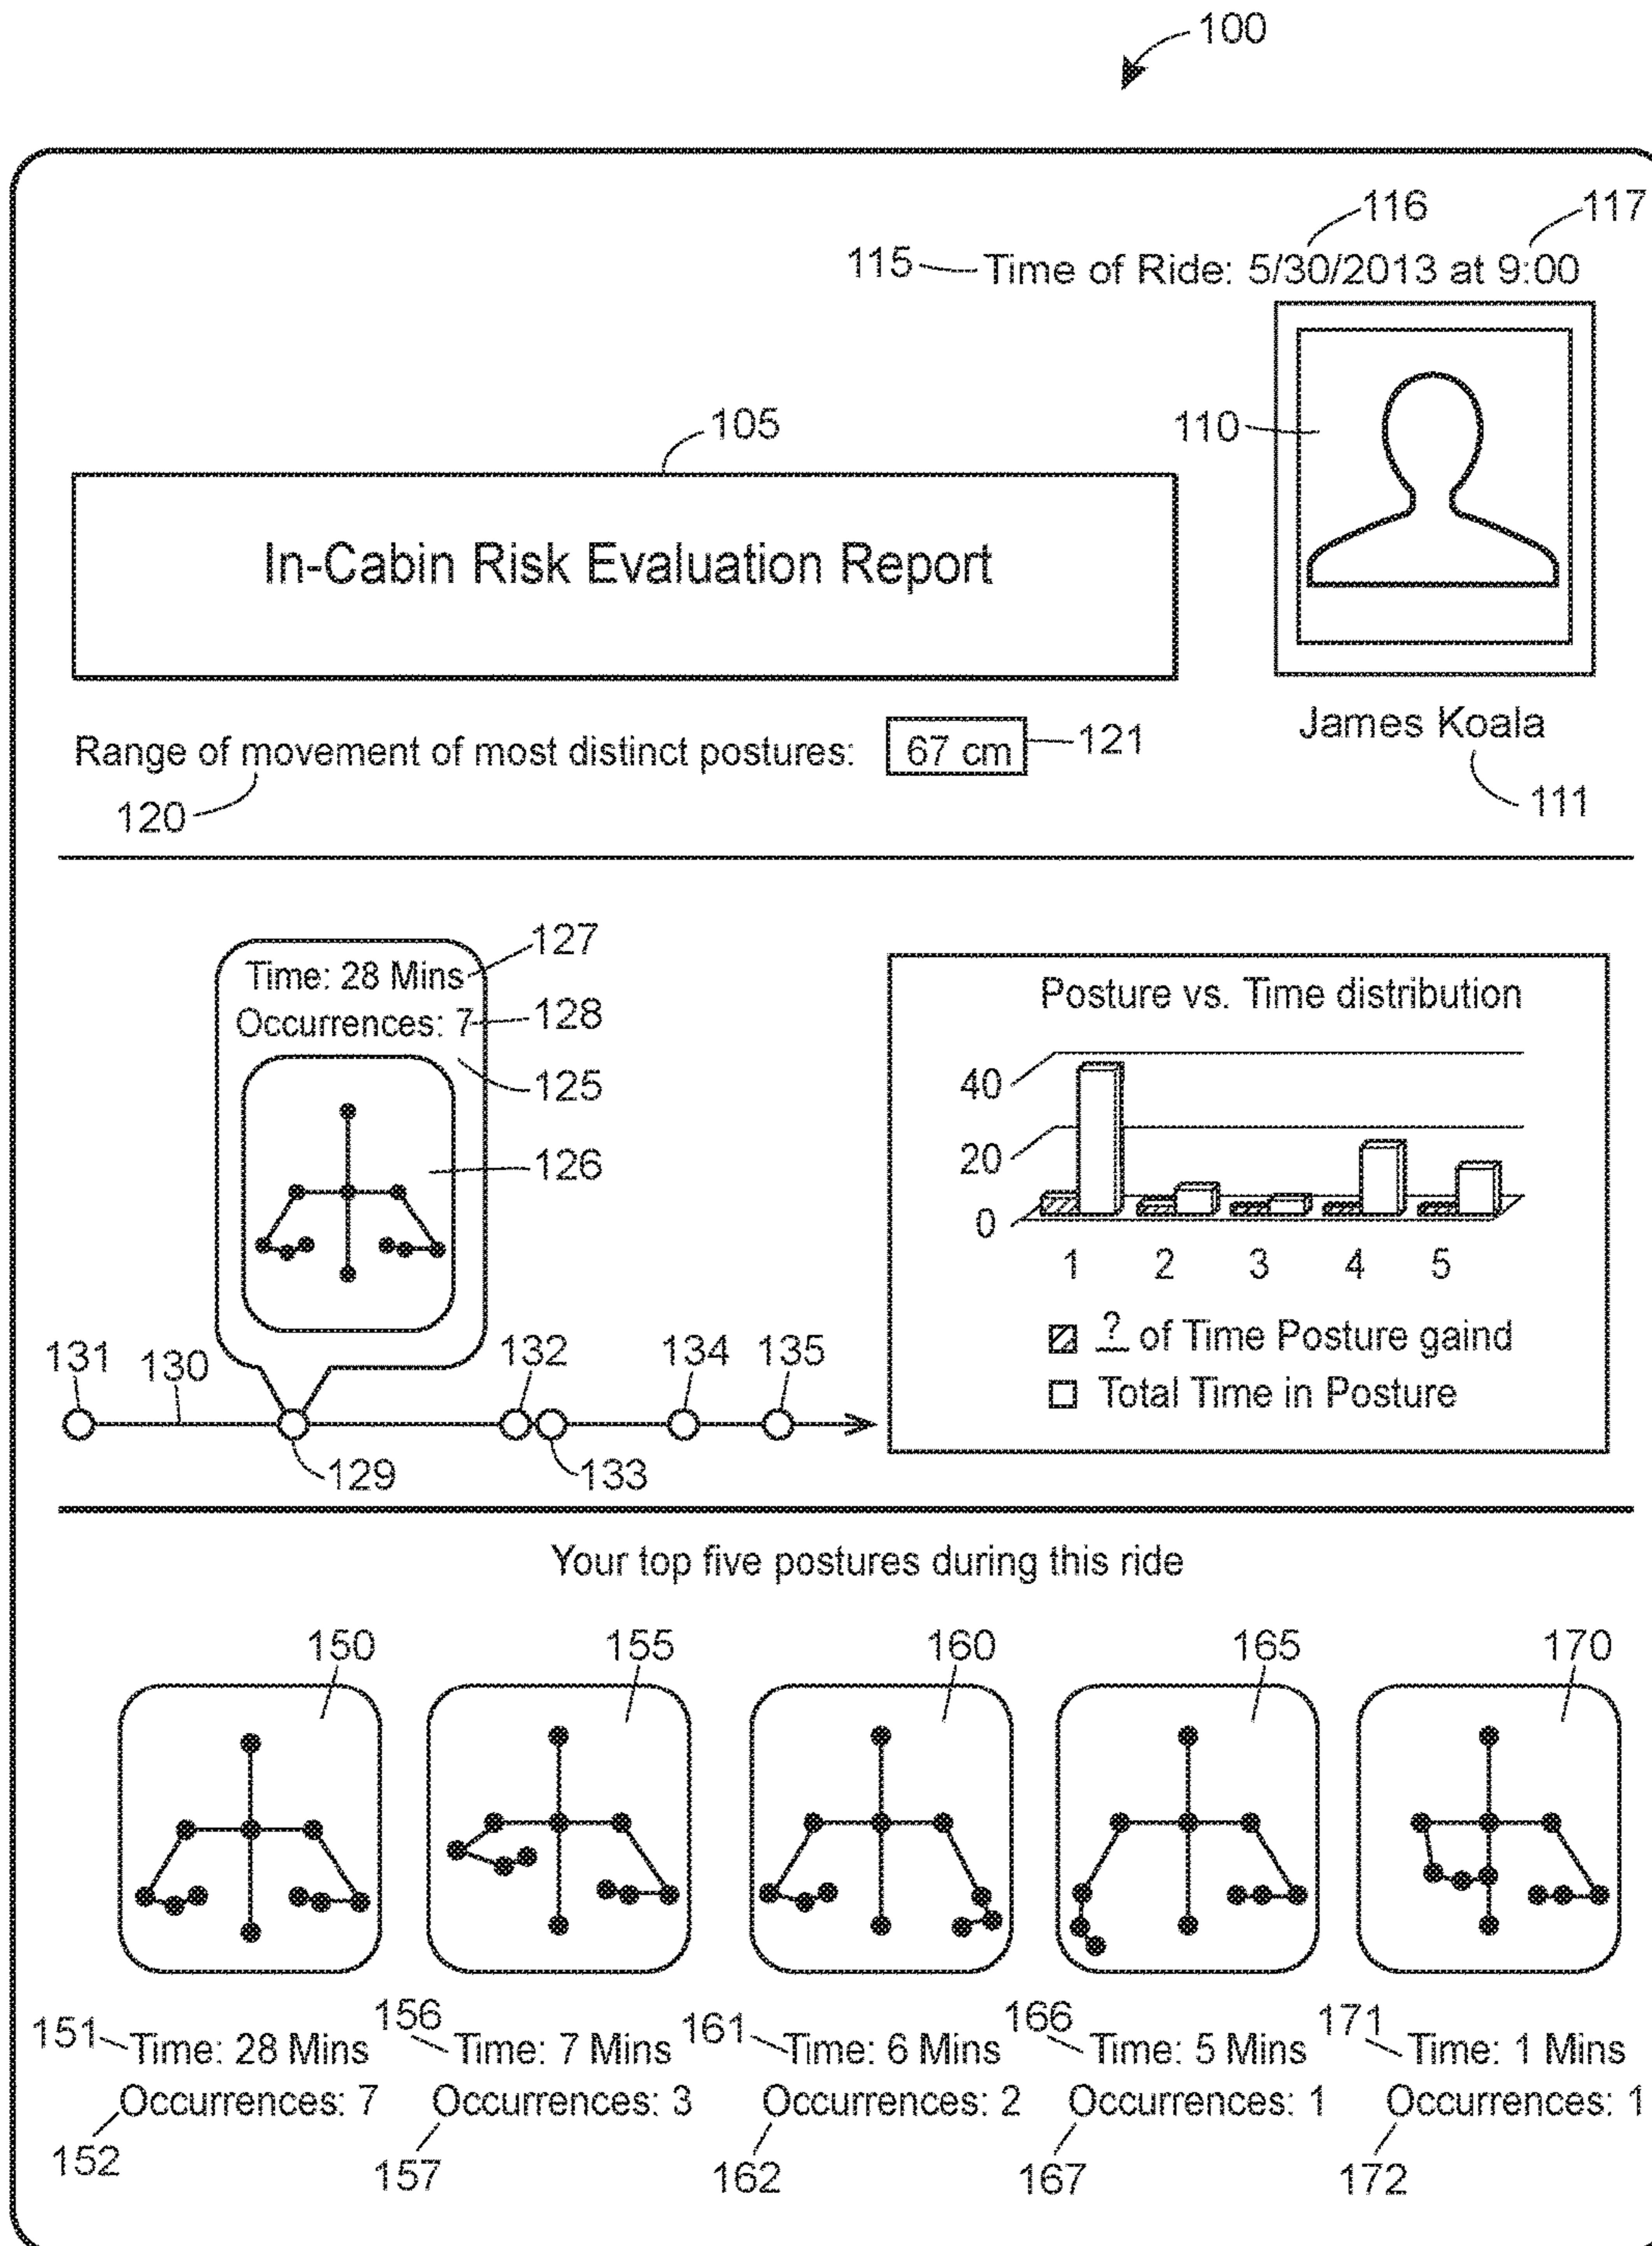 100
116
117
115 Time of Ride: 5/30/2013 at 9:00
105
110
In-Cabin Risk Evaluation Report
James Koala
111
Range of movement of most distinct postures: 67 cm 121
120
127
Time: 28 Mins
Occurrences: 7 128
125
126
131
130
129
132
133
134
135
Posture vs. Time distribution
40
20
0
1 2 3 4 5
? of Time Posture gaind
Total Time in Posture
Your top five postures during this ride
150 155 160 165 170
151 Time: 28 Mins 156 Time: 7 Mins 161 Time: 6 Mins 166 Time: 5 Mins 171 Time: 1 Mins
Occurrences: 7 Occurrences: 3 Occurrences: 2 Occurrences: 1 Occurrences: 1
152 157 162 167 172